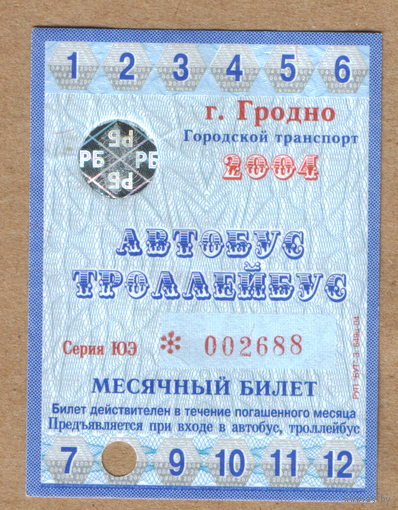 1 2 3 4 5 6
г. Гродно
Городской транспорт
2004
РБ РБ РБ РБ
АВТОБУС
ТРОЛЛЕЙБУС
Серия ЮЭ * 002688
МЕСЯЧНЫЙ БИЛЕТ
Билет действителен в течение погашенного месяца
Предъявляется при входе в автобус, троллейбус
7 9 10 11 12